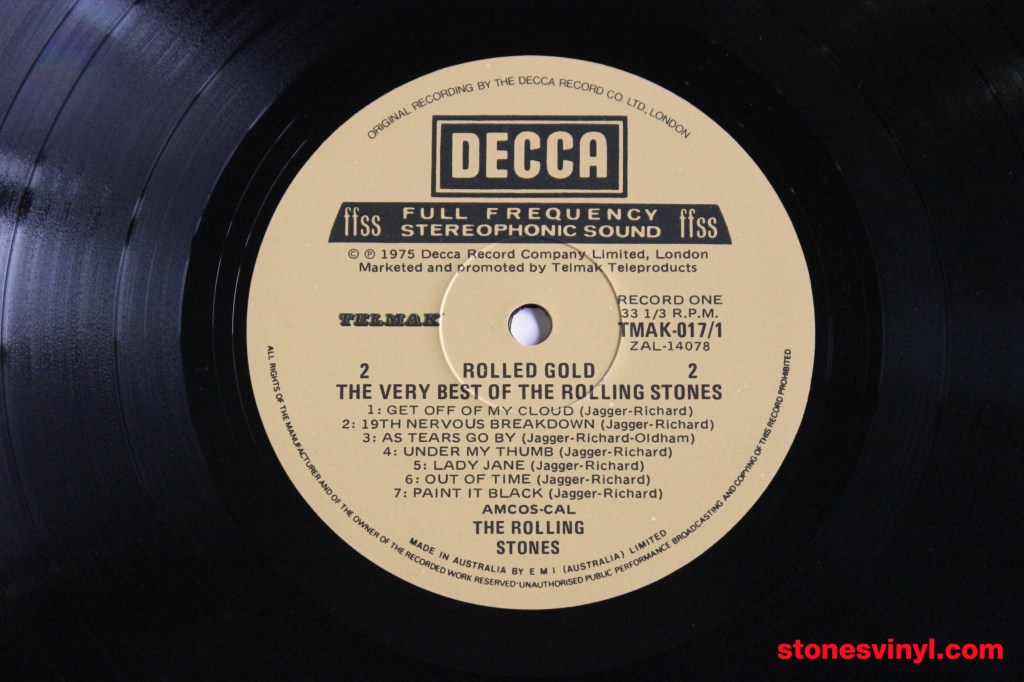 ORIGINAL RECORDING BY THE DECCA RECORD CO. LTD., LONDON
DECCA
ffss FULL FREQUENCY ffss
STEREOPHONIC SOUND
© ℗ 1975 Decca Record Company Limited, London
Marketed and promoted by Telmak Teleproducts
TELMAK
RECORD ONE
33 1/3 R.P.M.
TMAK-017/1
ZAL-14078
2 ROLLED GOLD 2
THE VERY BEST OF THE ROLLING STONES
1: GET OFF OF MY CLOUD (Jagger-Richard)
2: 19TH NERVOUS BREAKDOWN (Jagger-Richard)
3: AS TEARS GO BY (Jagger-Richard-Oldham)
4: UNDER MY THUMB (Jagger-Richard)
5: LADY JANE (Jagger-Richard)
6: OUT OF TIME (Jagger-Richard)
7: PAINT IT BLACK (Jagger-Richard)
AMCOS-CAL
THE ROLLING
STONES
MADE IN AUSTRALIA BY E M I (AUSTRALIA) LIMITED
ALL RIGHTS OF THE MANUFACTURER AND OF THE OWNER OF THE RECORDED WORK RESERVED·UNAUTHORISED PUBLIC PERFORMANCE BROADCASTING AND COPYING OF THIS RECORD PROHIBITED
stonesvinyl.com